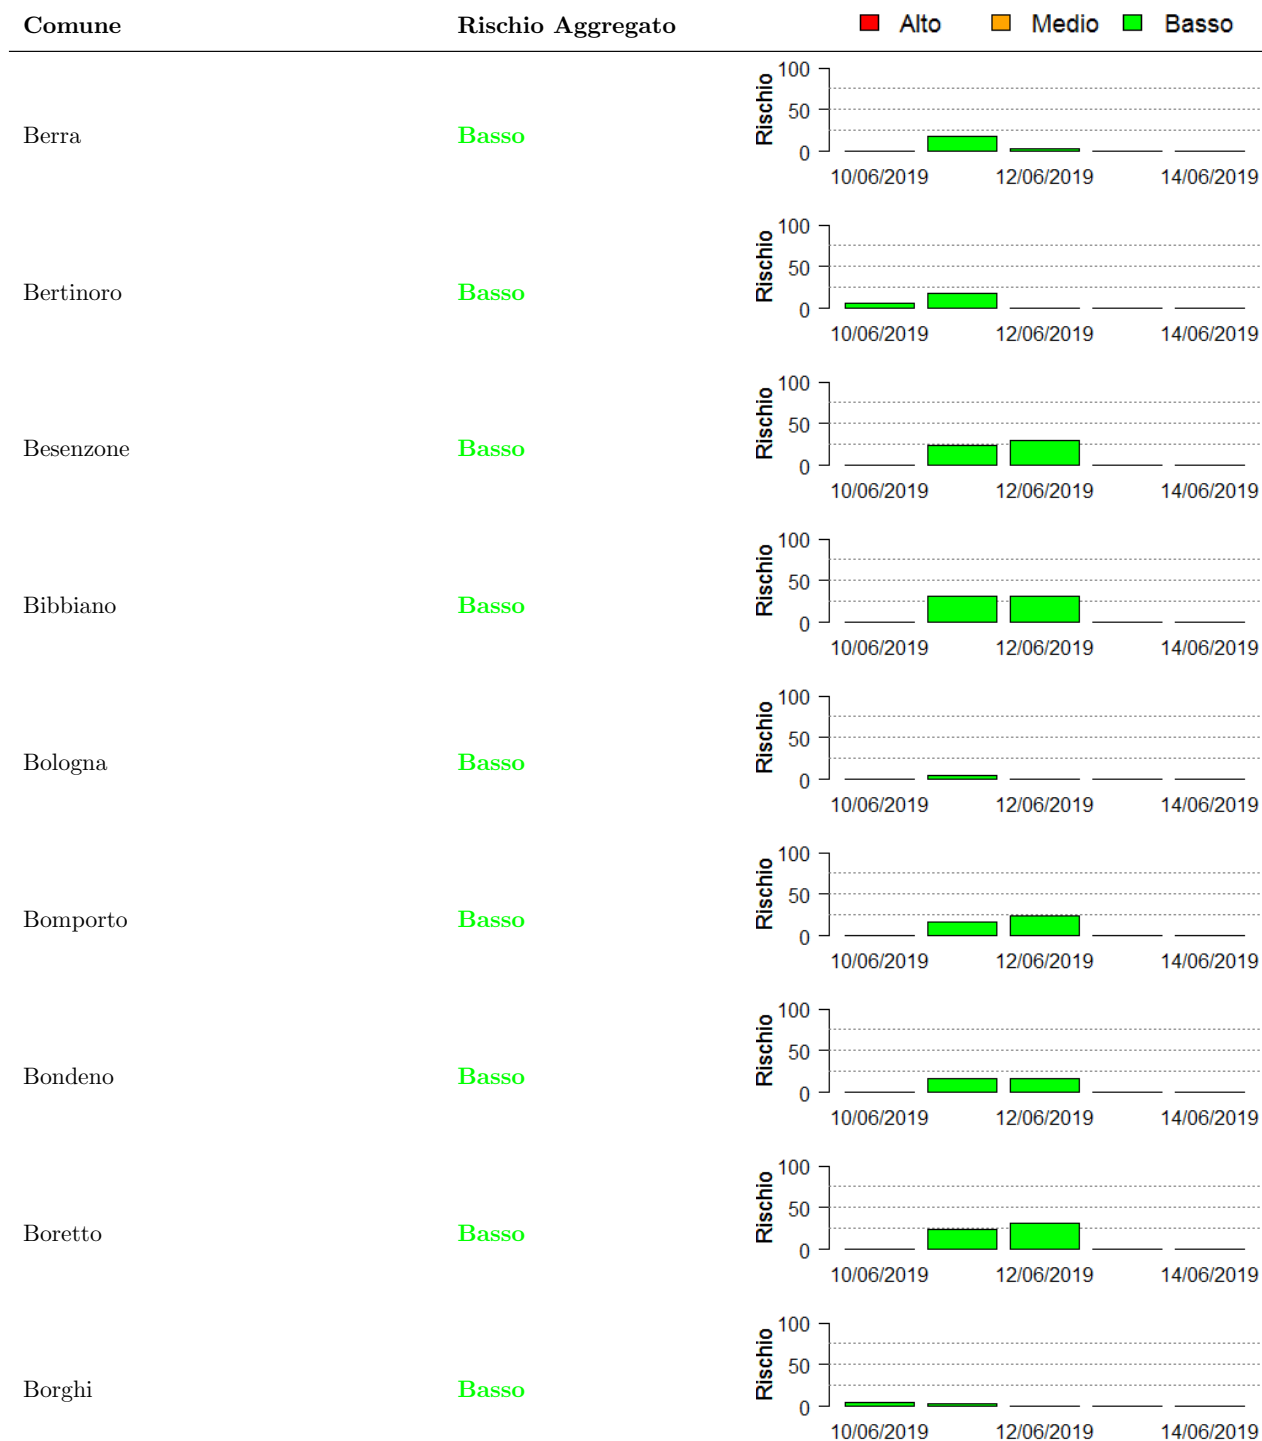 Comune Rischio Aggregato Alto Medio Basso
Berra Basso
Rischio
100
50
0
10/06/2019 12/06/2019 14/06/2019
Bertinoro Basso
Rischio
100
50
0
10/06/2019 12/06/2019 14/06/2019
Besenzone Basso
Rischio
100
50
0
10/06/2019 12/06/2019 14/06/2019
Bibbiano Basso
Rischio
100
50
0
10/06/2019 12/06/2019 14/06/2019
Bologna Basso
Rischio
100
50
0
10/06/2019 12/06/2019 14/06/2019
Bomporto Basso
Rischio
100
50
0
10/06/2019 12/06/2019 14/06/2019
Bondeno Basso
Rischio
100
50
0
10/06/2019 12/06/2019 14/06/2019
Boretto Basso
Rischio
100
50
0
10/06/2019 12/06/2019 14/06/2019
Borghi Basso
Rischio
100
50
0
10/06/2019 12/06/2019 14/06/2019